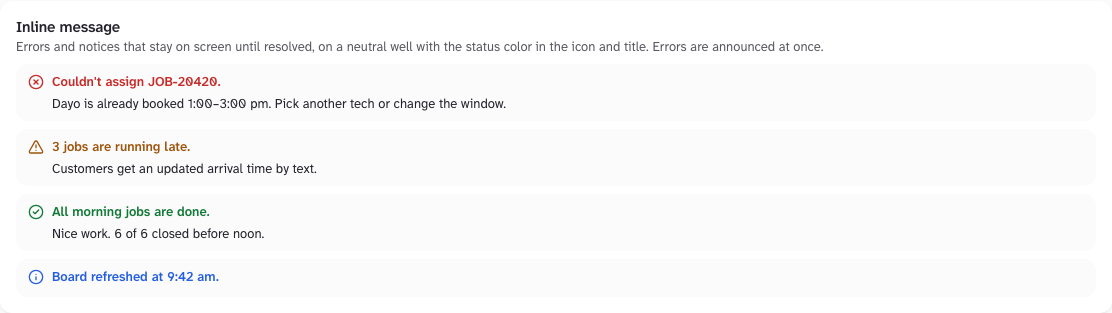 Inline message
Errors and notices that stay on screen until resolved, on a neutral well with the status color in the icon and title. Errors are announced at once.
Couldn't assign JOB-20420.
Dayo is already booked 1:00–3:00 pm. Pick another tech or change the window.
3 jobs are running late.
Customers get an updated arrival time by text.
All morning jobs are done.
Nice work. 6 of 6 closed before noon.
Board refreshed at 9:42 am.